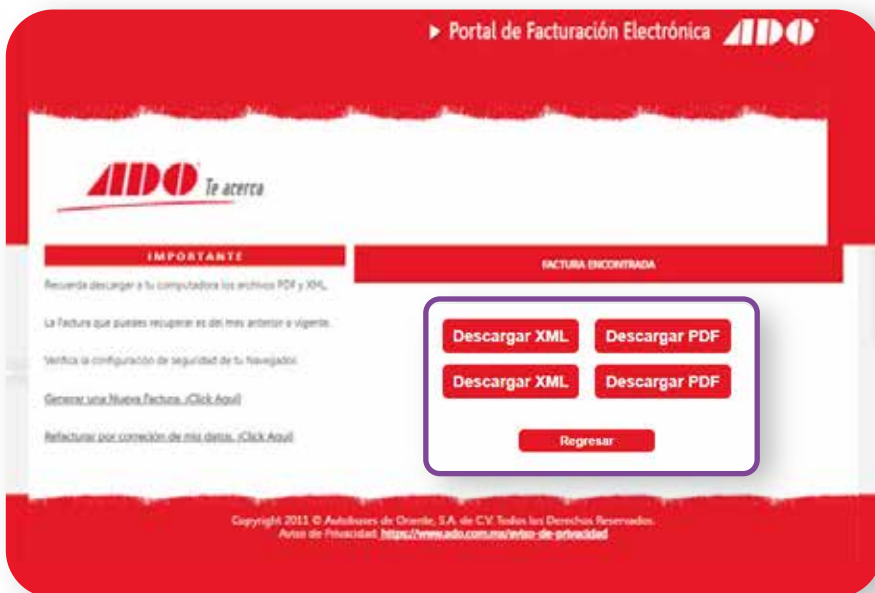 ▶ Portal de Facturación Electrónica ADO
ADO Te acerca
IMPORTANTE
Recuerda descargar a tu computadora los archivos PDF y XML.
La Factura que puedes recuperar es del mes anterior o vigente.
Verifica la configuración de seguridad de tu Navegador.
Generar una Nueva Factura. ¡Click Aquí!
Refacturar por correción de mis datos. ¡Click Aquí!
FACTURA ENCONTRADA
Descargar XML Descargar PDF
Descargar XML Descargar PDF
Regresar
Copyright 2011 © Autobuses de Oriente, S.A. de C.V. Todos los Derechos Reservados.
Aviso de Privacidad: https://www.ado.com.mx/aviso-de-privacidad